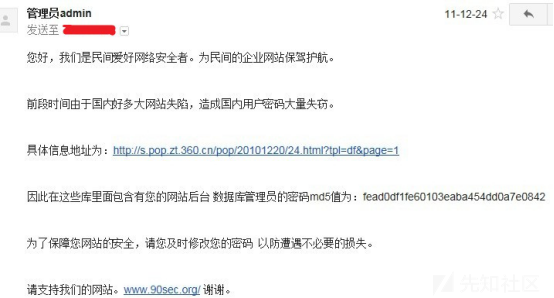 管理员admin
11-12-24
发送至
您好，我们是民间爱好网络安全者。为民间的企业网站保驾护航。
前段时间由于国内好多大网站失陷，造成国内用户密码大量失窃。
具体信息地址为：http://s.pop.zt.360.cn/pop/20101220/24.html?tpl=df&page=1
因此在这些库里面包含有您的网站后台 数据库管理员的密码md5值为：fead0df1fe60103eaba454dd0a7e0842
为了保障您网站的安全，请您及时修改您的密码 以防遭遇不必要的损失。
请支持我们的网站。www.90sec.org/ 谢谢。
先知社区